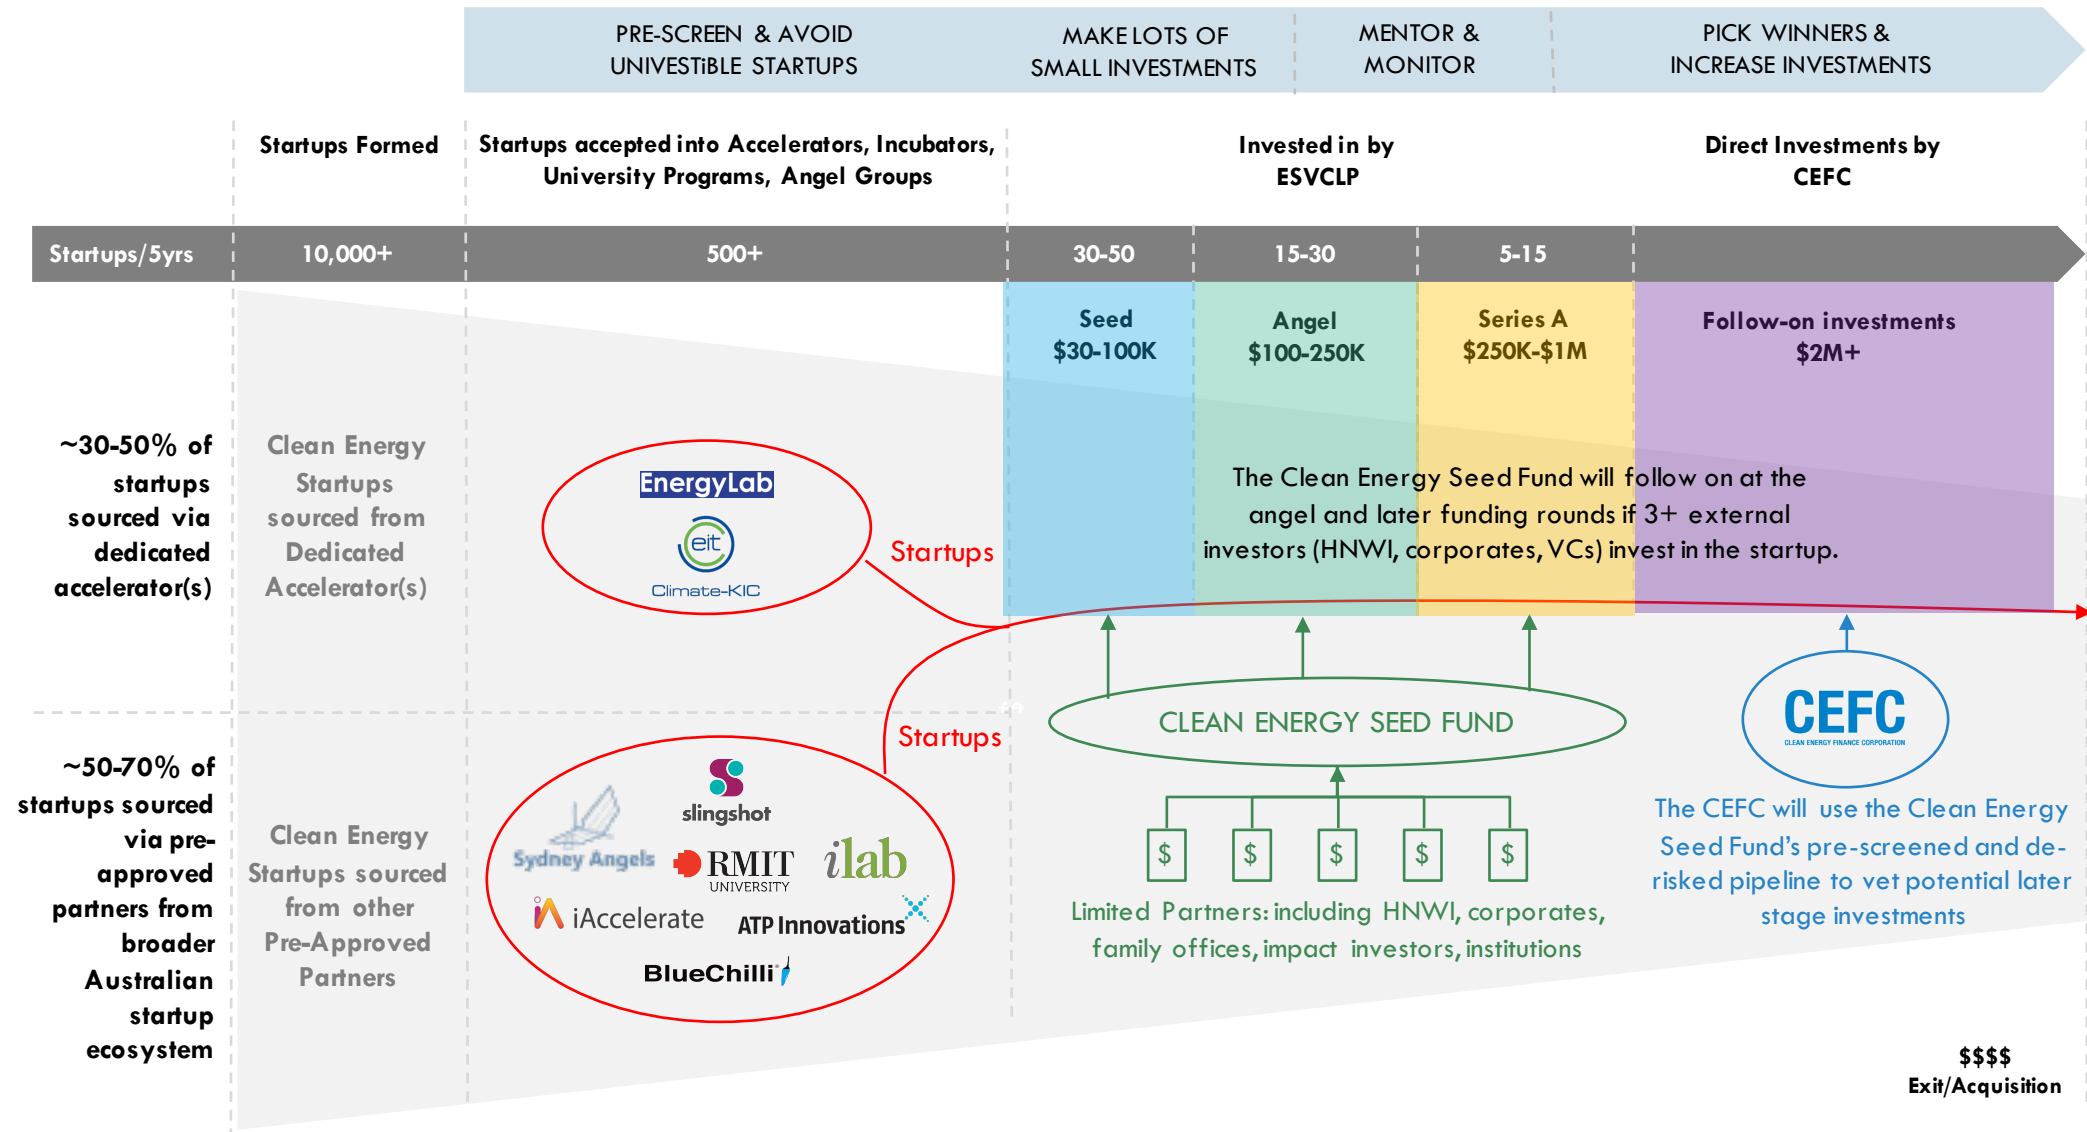 PRE-SCREEN & AVOID
UNIVESTiBLE STARTUPS
MAKE LOTS OF
SMALL INVESTMENTS
MENTOR &
MONITOR
PICK WINNERS &
INCREASE INVESTMENTS
Startups Formed
Startups accepted into Accelerators, Incubators,
University Programs, Angel Groups
Invested in by
ESVCLP
Direct Investments by
CEFC
Startups/5yrs
10,000+
500+
30-50
15-30
5-15
Seed
$30-100K
Angel
$100-250K
Series A
$250K-$1M
Follow-on investments
$2M+
~30-50% of
startups
sourced via
dedicated
accelerator(s)
Clean Energy
Startups
sourced from
Dedicated
Accelerator(s)
EnergyLab
eit
Climate-KIC
Startups
The Clean Energy Seed Fund will follow on at the
angel and later funding rounds if 3+ external
investors (HNWI, corporates, VCs) invest in the startup.
~50-70% of
startups sourced
via pre-
approved
partners from
broader
Australian
startup
ecosystem
Clean Energy
Startups sourced
from other
Pre-Approved
Partners
Startups
slingshot
Sydney Angels
RMIT
UNIVERSITY
ilab
iAccelerate
ATP Innovations
BlueChilli
CLEAN ENERGY SEED FUND
$ $ $ $ $
Limited Partners: including HNWI, corporates,
family offices, impact investors, institutions
CEFC
CLEAN ENERGY FINANCE CORPORATION
The CEFC will use the Clean Energy
Seed Fund's pre-screened and de-
risked pipeline to vet potential later
stage investments
$$$$
Exit/Acquisition